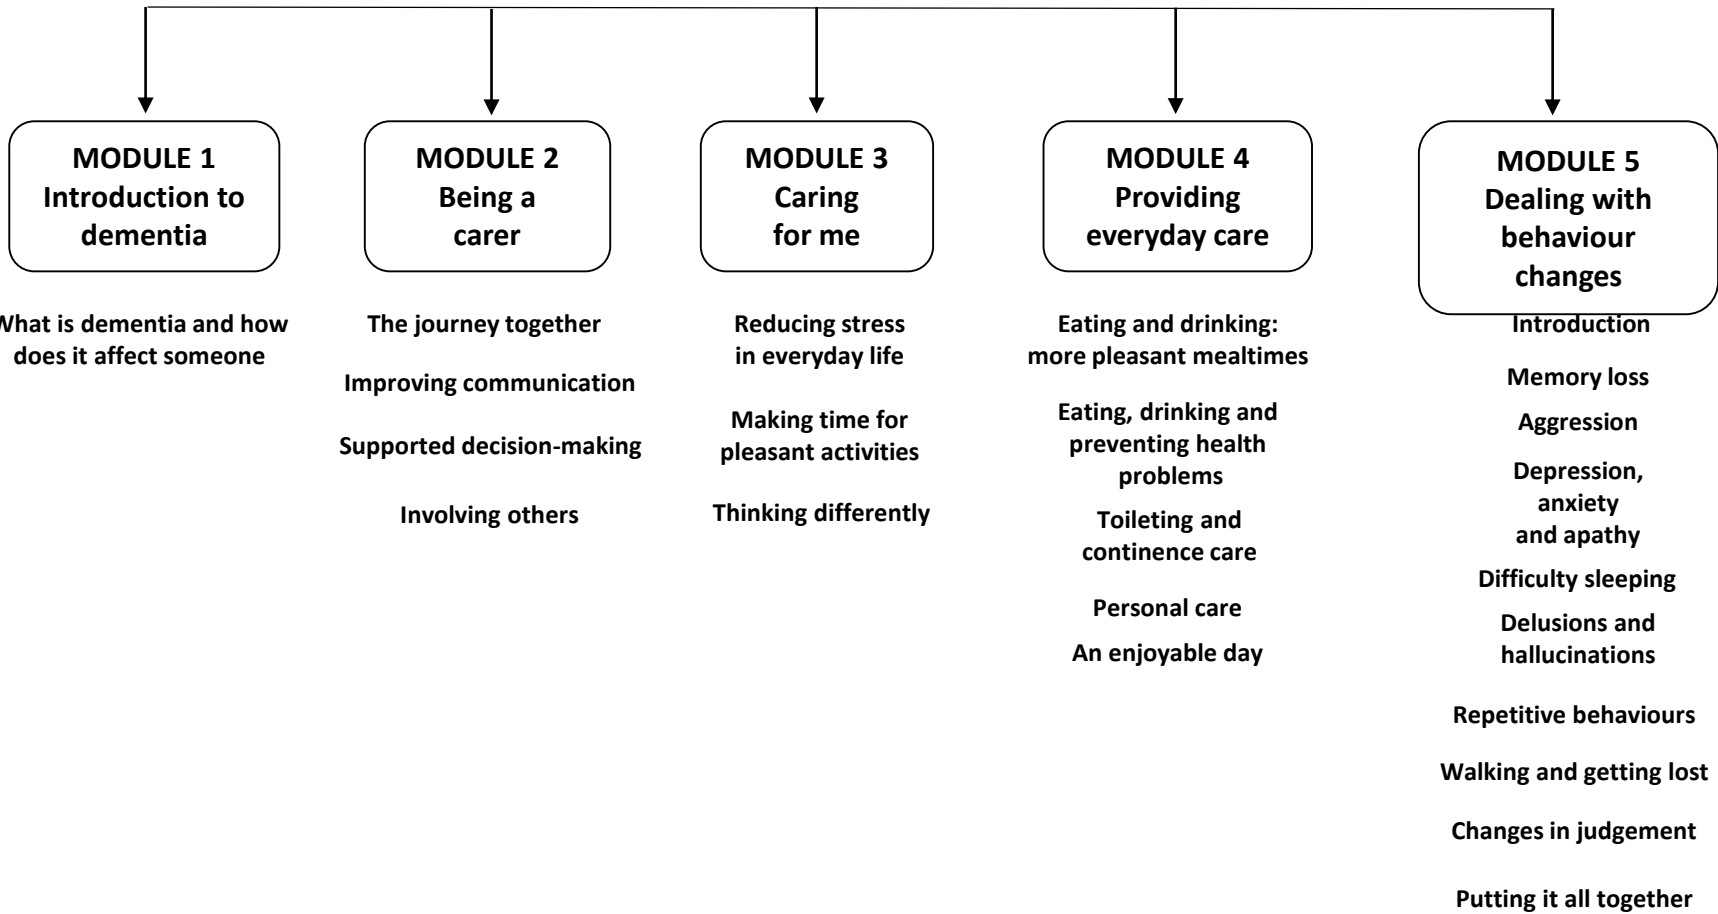 MODULE 1
Introduction to
dementia
What is dementia and how
does it affect someone
MODULE 2
Being a
carer
The journey together
Improving communication
Supported decision-making
Involving others
MODULE 3
Caring
for me
Reducing stress
in everyday life
Making time for
pleasant activities
Thinking differently
MODULE 4
Providing
everyday care
Eating and drinking:
more pleasant mealtimes
Eating, drinking and
preventing health
problems
Toileting and
continence care
Personal care
An enjoyable day
MODULE 5
Dealing with
behaviour
changes
Introduction
Memory loss
Aggression
Depression,
anxiety
and apathy
Difficulty sleeping
Delusions and
hallucinations
Repetitive behaviours
Walking and getting lost
Changes in judgement
Putting it all together